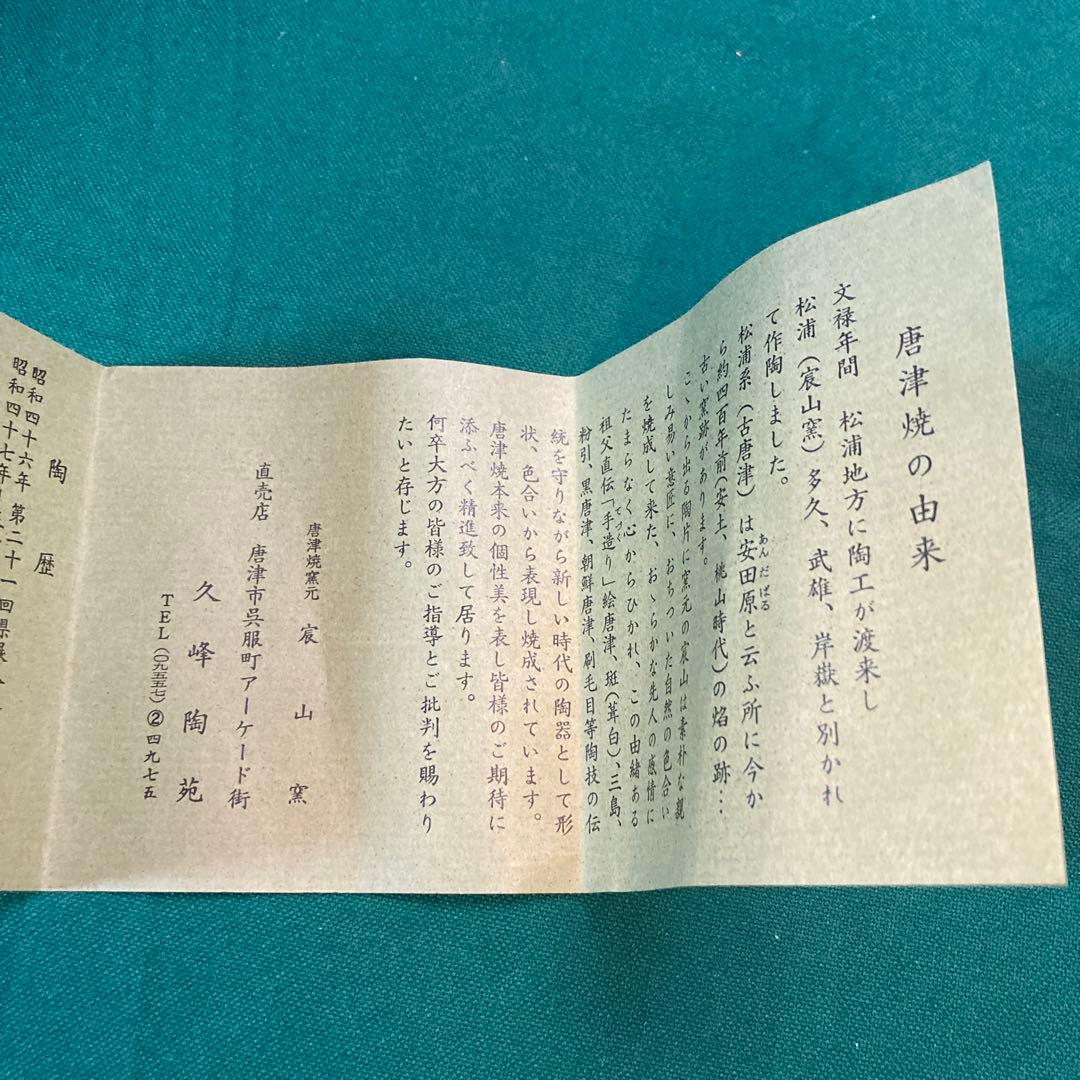 唐津焼の由来
文禄年間 松浦地方に陶工が渡来し
松浦（宸山窯）多久、武雄、岸嶽と別かれ
て作陶しました。
松浦系（古唐津）は安田原と云ふ所に今か
あんだばる
ら約四百年前（安土、桃山時代）の焰の跡…
古い窯跡があります。
こゝから出る陶片に窯元の宸山は素朴な親
しみ易い意匠に、おちついた自然の色合い
を焼成して来た、おゝらかな先人の感情に
たまらなく心からひかれ、この由緒ある
祖父直伝「手造り」絵唐津、斑（藁白）、三島、
てづく
粉引、黒唐津、朝鮮唐津、刷毛目等陶技の伝
統を守りながら新しい時代の陶器として形
状、色合いから表現し焼成されています。
唐津焼本来の個性美を表し皆様のご期待に
添ふべく精進致して居ります。
何卒大方の皆様のご指導とご批判を賜わり
たいと存じます。
唐津焼窯元 宸山窯
直売店 唐津市呉服町アーケード街
久峰陶苑
TEL（〇九五五七）②四九七五
陶歴
昭和四十六年 第二十一回県展
昭和四十七年